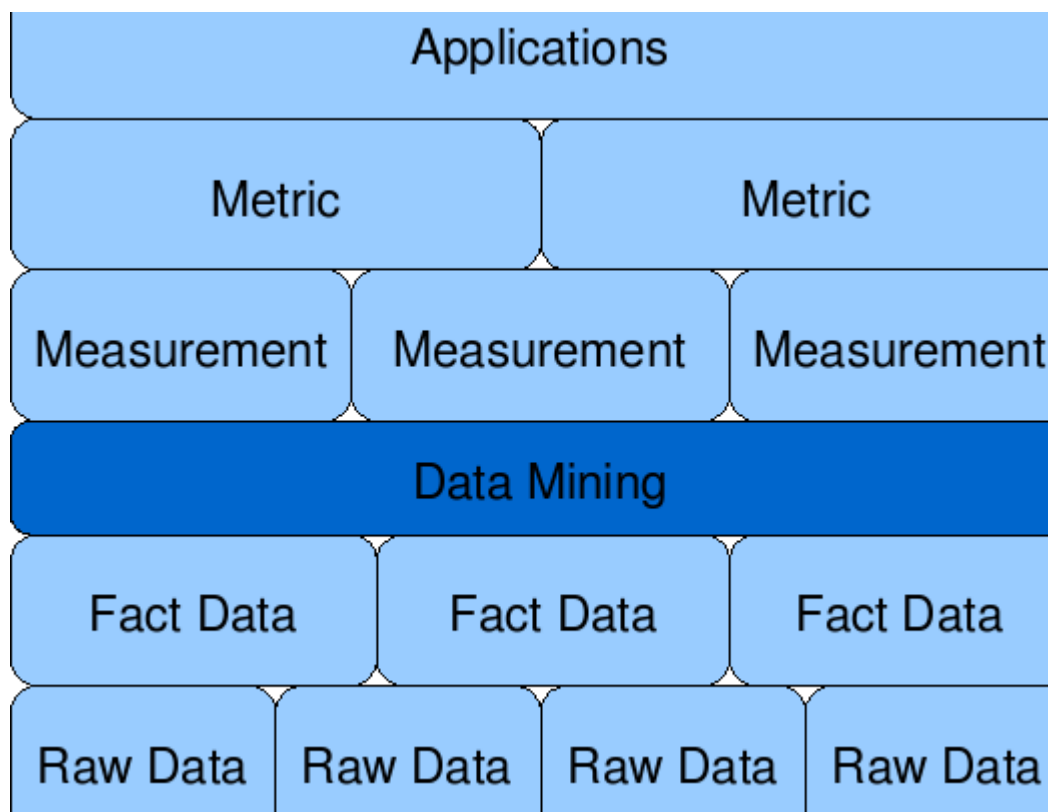 Applications
Metric Metric
Measurement Measurement Measurement
Data Mining
Fact Data Fact Data Fact Data
Raw Data Raw Data Raw Data Raw Data